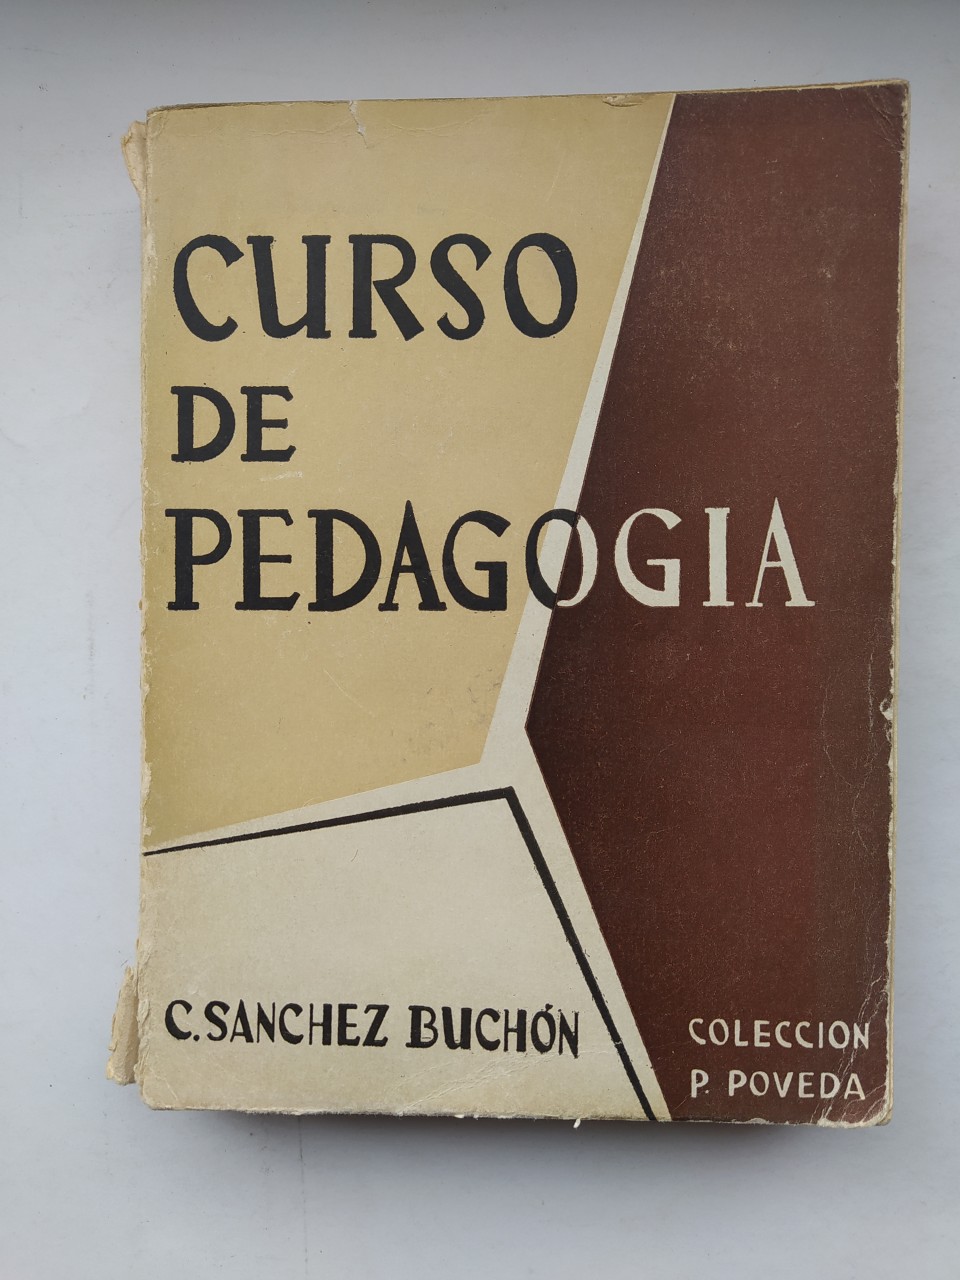 CURSO
DE
PEDAGOGIA
C. SANCHEZ BUCHÓN
COLECCION
P. POVEDA